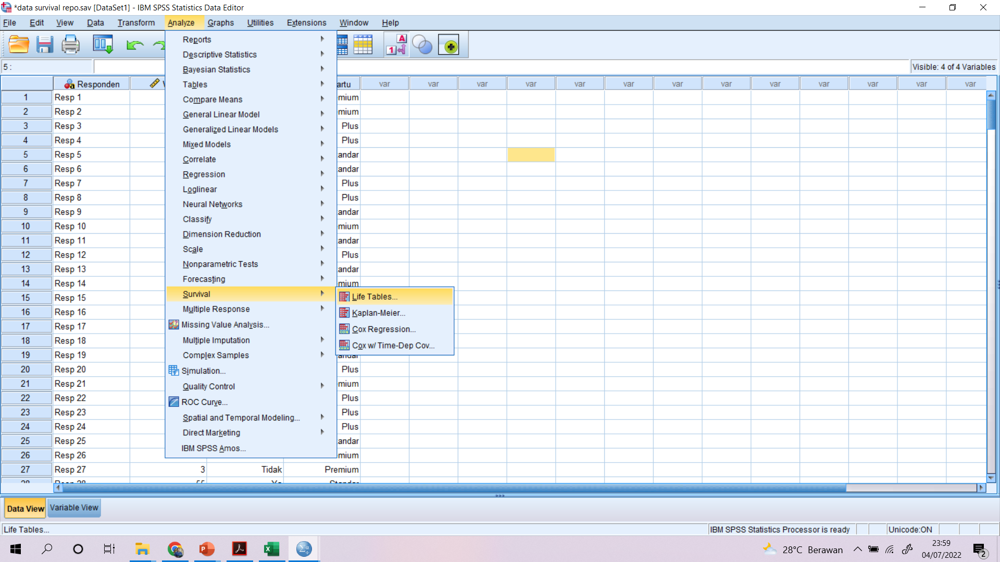 *data survival repo.sav [DataSet1] - IBM SPSS Statistics Data Editor
File Edit View Data Transform Analyze Graphs Utilities Extensions Window Help
5 :
Visible: 4 of 4 Variables
Responden artu var var var var var var var var var var var var var
1 Resp 1 mium
2 Resp 2 mium
3 Resp 3 Plus
4 Resp 4 Plus
5 Resp 5 andar
6 Resp 6 andar
7 Resp 7 Plus
8 Resp 8 Plus
9 Resp 9 andar
10 Resp 10 mium
11 Resp 11 andar
12 Resp 12 Plus
13 Resp 13 andar
14 Resp 14 mium
15 Resp 15
16 Resp 16
17 Resp 17
18 Resp 18
19 Resp 19 andar
20 Resp 20 Plus
21 Resp 21 mium
22 Resp 22 Plus
23 Resp 23 Plus
24 Resp 24 Plus
25 Resp 25 andar
26 Resp 26 mium
27 Resp 27 3 Tidak Premium
28 Resp 28 55 Ya Standar
Reports
Descriptive Statistics
Bayesian Statistics
Tables
Compare Means
General Linear Model
Generalized Linear Models
Mixed Models
Correlate
Regression
Loglinear
Neural Networks
Classify
Dimension Reduction
Scale
Nonparametric Tests
Forecasting
Survival
Multiple Response
Missing Value Analysis...
Multiple Imputation
Complex Samples
Simulation...
Quality Control
ROC Curve...
Spatial and Temporal Modeling...
Direct Marketing
IBM SPSS Amos...
Life Tables...
Kaplan-Meier...
Cox Regression...
Cox w/ Time-Dep Cov...
Data View Variable View
Life Tables...
IBM SPSS Statistics Processor is ready
Unicode:ON
28°C Berawan
23:59
04/07/2022
2